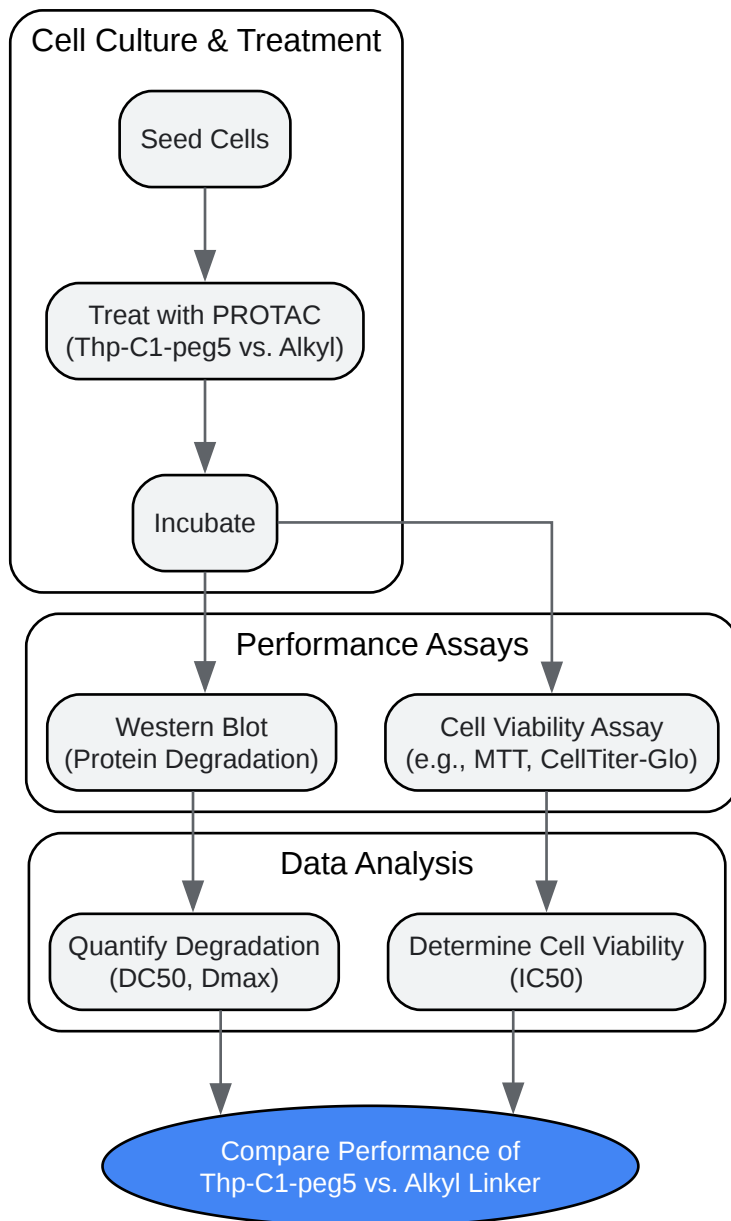 Cell Culture & Treatment
Seed Cells
Treat with PROTAC
(Thp-C1-peg5 vs. Alkyl)
Incubate
Performance Assays
Western Blot
(Protein Degradation)
Cell Viability Assay
(e.g., MTT, CellTiter-Glo)
Data Analysis
Quantify Degradation
(DC50, Dmax)
Determine Cell Viability
(IC50)
Compare Performance of
Thp-C1-peg5 vs. Alkyl Linker